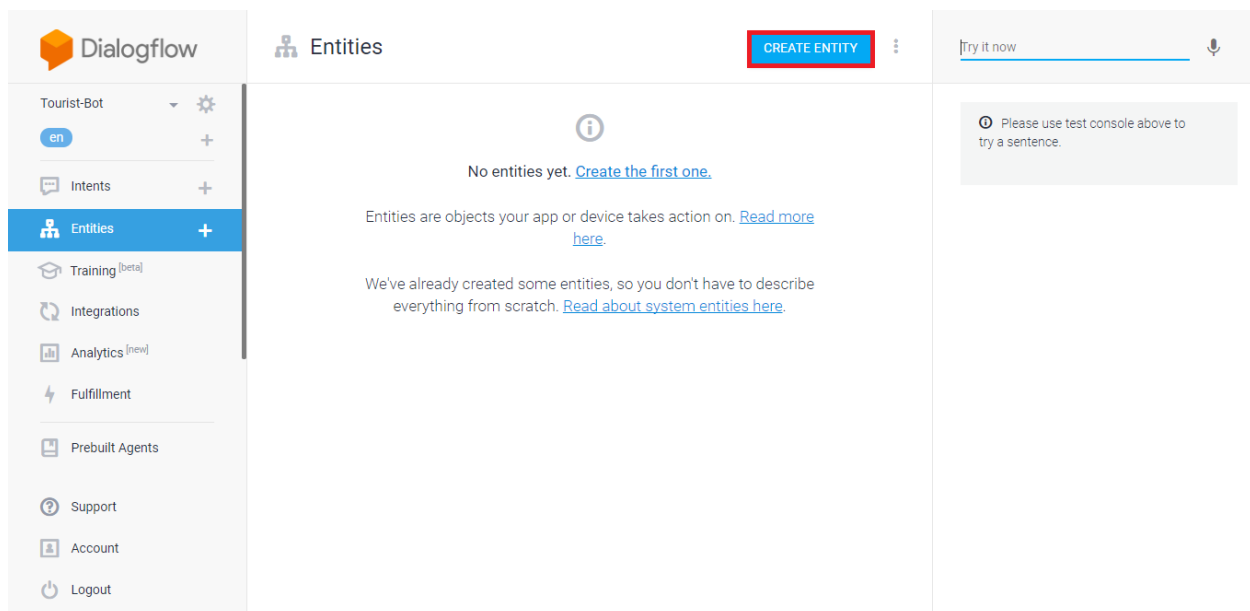 Dialogflow
Tourist-Bot
en
Intents
Entities
Training [beta]
Integrations
Analytics [new]
Fulfillment
Prebuilt Agents
Support
Account
Logout
Entities
CREATE ENTITY
No entities yet. Create the first one.
Entities are objects your app or device takes action on. Read more
here.
We've already created some entities, so you don't have to describe
everything from scratch. Read about system entities here.
Try it now
Please use test console above to
try a sentence.